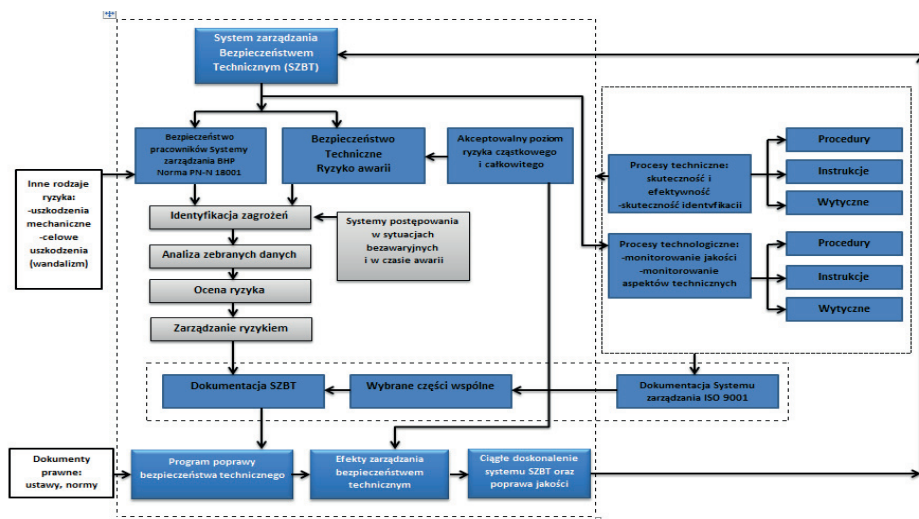 System zarządzania
Bezpieczeństwem
Technicznym (SZBT)
Bezpieczeństwo
pracowników Systemy
zarządzania BHP
Norma PN-N 18001
Bezpieczeństwo
Techniczne
Ryzyko awarii
Akceptowalny poziom
ryzyka cząstkowego
i całkowitego
Inne rodzaje
ryzyka:
-uszkodzenia
mechaniczne
-celowe
uszkodzenia
(wandalizm)
Identyfikacja zagrożeń
Analiza zebranych danych
Ocena ryzyka
Zarządzanie ryzykiem
Systemy postępowania
w sytuacjach
bezawaryjnych
i w czasie awarii
Procesy techniczne:
skuteczność i
efektywność
-skuteczność identyfikacji
Procedury
Instrukcje
Wytyczne
Procesy technologiczne:
-monitorowanie jakości
-monitorowanie
aspektów technicznych
Procedury
Instrukcje
Wytyczne
Dokumentacja SZBT
Wybrane części wspólne
Dokumentacja Systemu
zarządzania ISO 9001
Dokumenty
prawne:
ustawy, normy
Program poprawy
bezpieczeństwa technicznego
Efekty zarządzania
bezpieczeństwem
technicznym
Ciągłe doskonalenie
systemu SZBT oraz
poprawa jakości